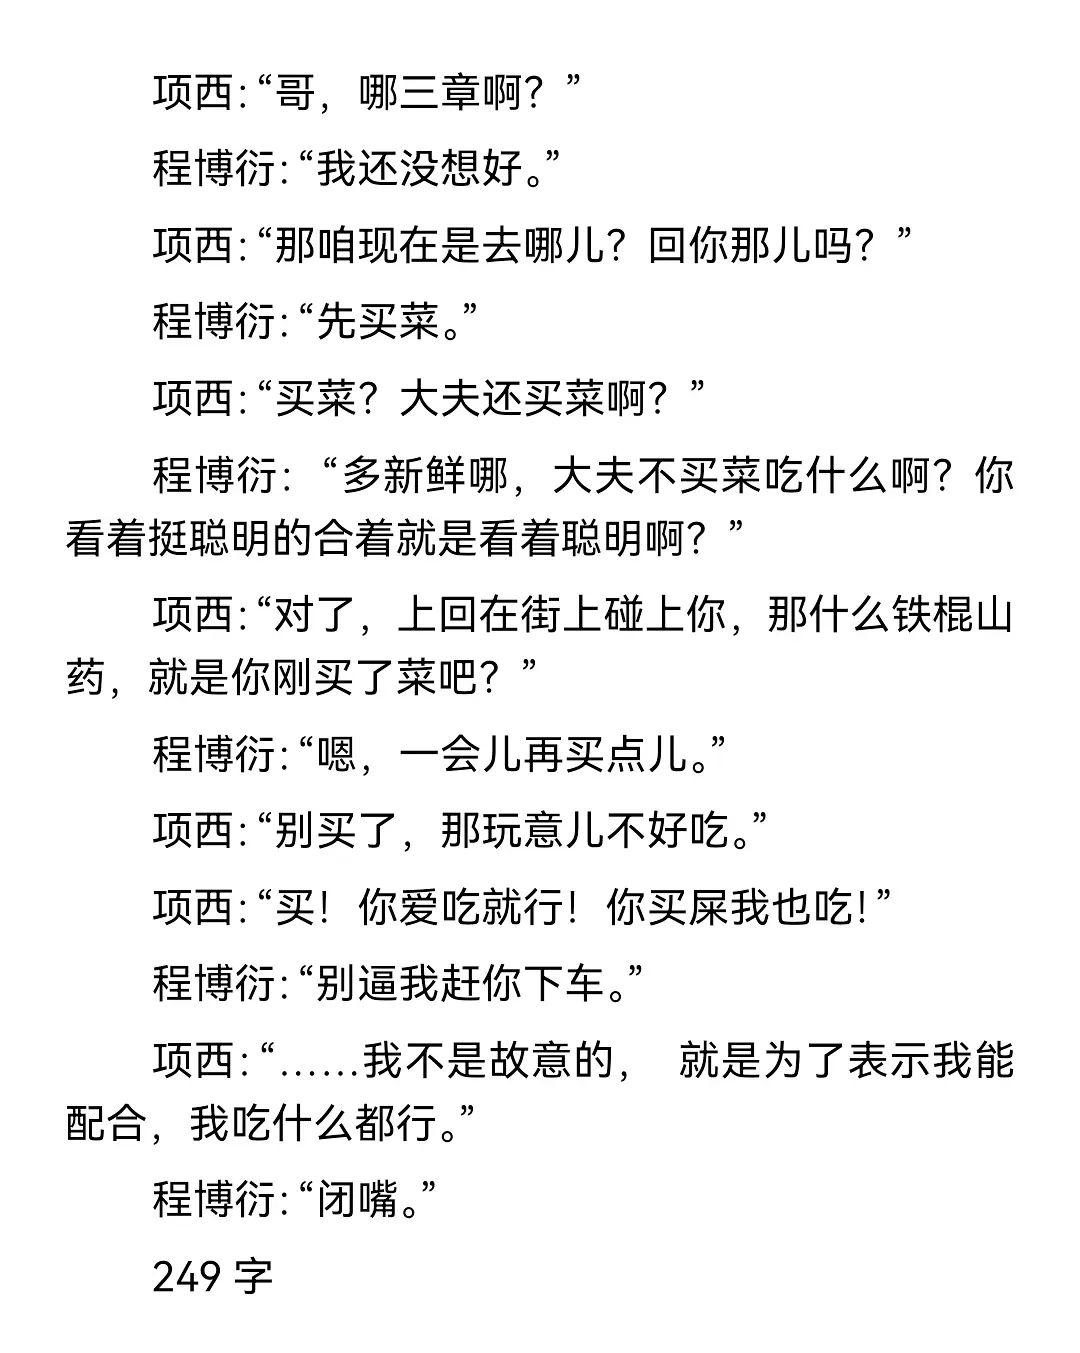 项西：“哥，哪三章啊？”
程博衍：“我还没想好。”
项西：“那咱现在是去哪儿？回你那儿吗？”
程博衍：“先买菜。”
项西：“买菜？大夫还买菜啊？”
程博衍：“多新鲜哪，大夫不买菜吃什么啊？你
看着挺聪明的合着就是看着聪明啊？”
项西：“对了，上回在街上碰上你，那什么铁棍山
药，就是你刚买了菜吧？”
程博衍：“嗯，一会儿再买点儿。”
项西：“别买了，那玩意儿不好吃。”
项西：“买！你爱吃就行！你买屎我也吃！”
程博衍：“别逼我赶你下车。”
项西：“……我不是故意的， 就是为了表示我能
配合，我吃什么都行。”
程博衍：“闭嘴。”
249 字